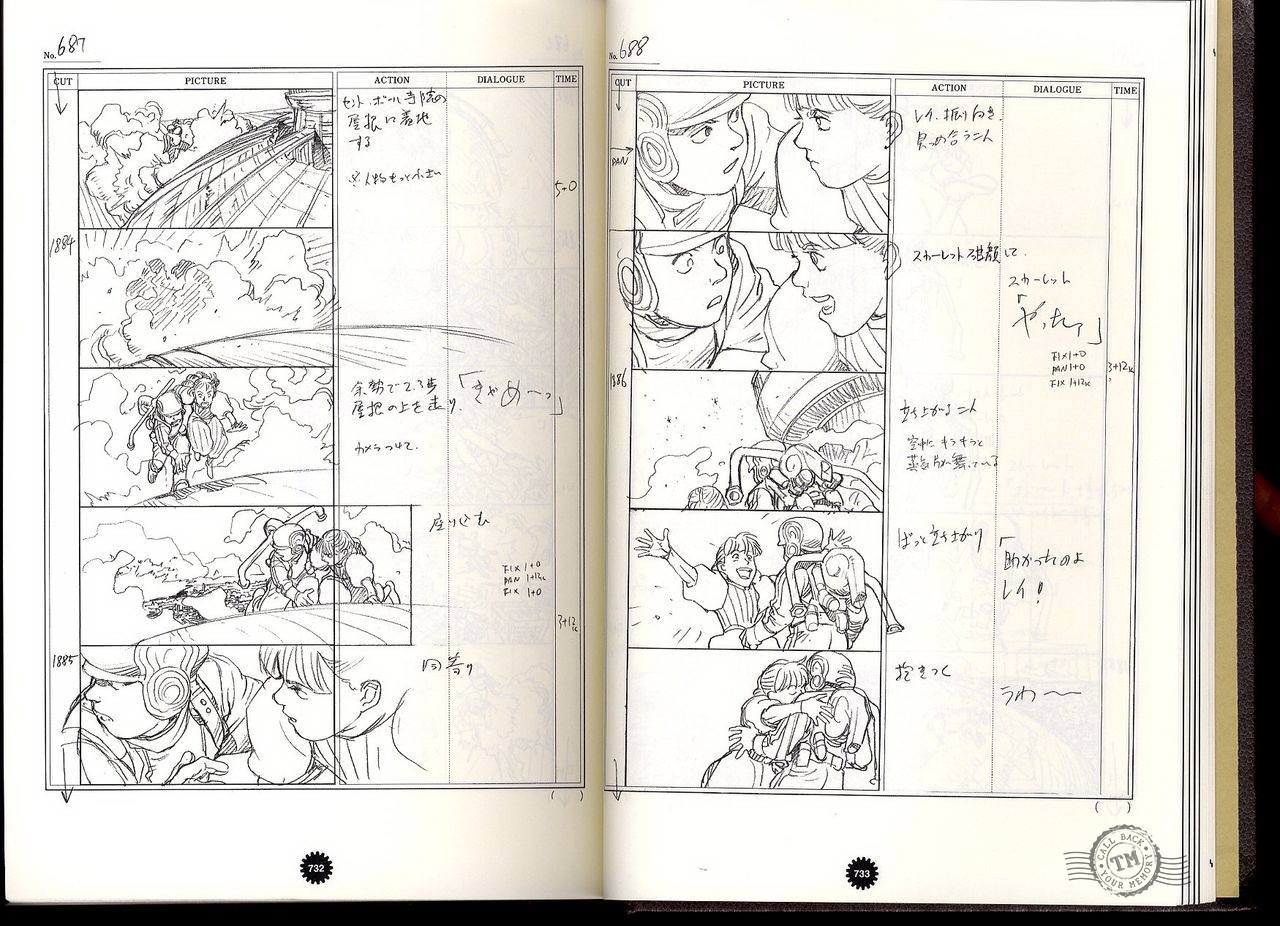 No. 687
CUT PICTURE ACTION DIALOGUE TIME
セント・ポール寺院の
屋根に着地
する
※人物もっと小さい
5+0
1884
余勢で2、3歩
屋根の上を走り、
「きゃあ〜っ」
カメラつけて.
座り込む
FIX 1+0
PAN 1+12k
FIX 1+0
3+12k
1885
同寄り
( )
732
No. 688
CUT PICTURE ACTION DIALOGUE TIME
PAN
レイ、振り向き、
見つめ合う二人
スカーレット 笑顔して.
スカーレット
「やったァ」
FIX 1+0
PAN 1+0
FIX 1+12k
3+12k
1886
立ち上がる二人
空中に キラキラと
蒸気片が舞っている
ぱっと立ち上がり
「助かったのよ
レイ!
抱きつく
うわ〜〜
( )
733
CALL BACK
TM
YOUR MEMORY